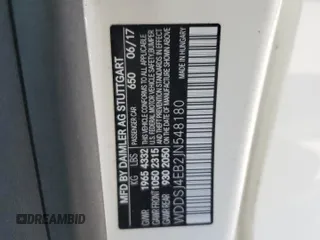 MFD BY DAIMLER AG STUTTGART
PASSENGER CAR 650 06/17
KG LBS
GVWR 1965 4332
GAWR FRONT 1050 2315
GAWR REAR 930 2050
THIS VEHICLE CONFORMS TO ALL APPLICABLE
U.S. FEDERAL MOTOR VEHICLE SAFETY, BUMPER,
AND THEFT PREVENTION STANDARDS IN EFFECT
ON THE DATE OF MANUFACTURE SHOWN ABOVE.
WDDSJ4EB2JN548180
MADE IN HUNGARY
DREAMBID